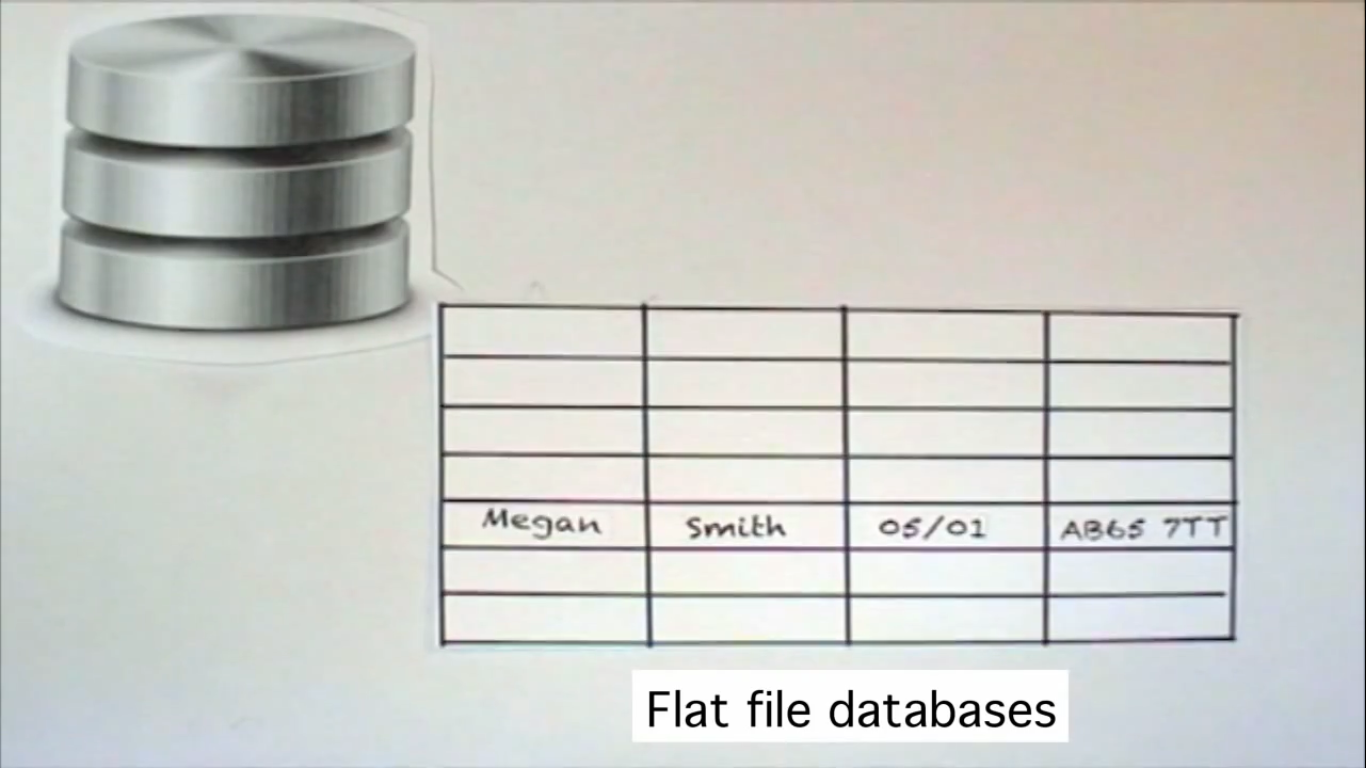 Megan Smith 05/01 AB65 7TT
Flat file databases